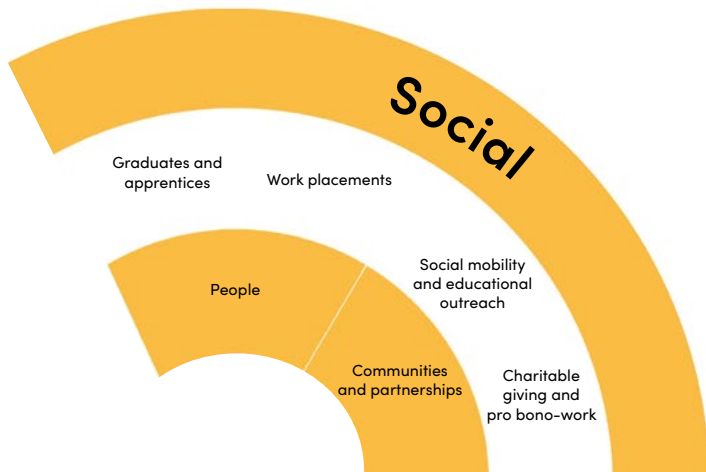 Social
Graduates and
apprentices
Work placements
Social mobility
and educational
outreach
People
Communities
and partnerships
Charitable
giving and
pro bono-work